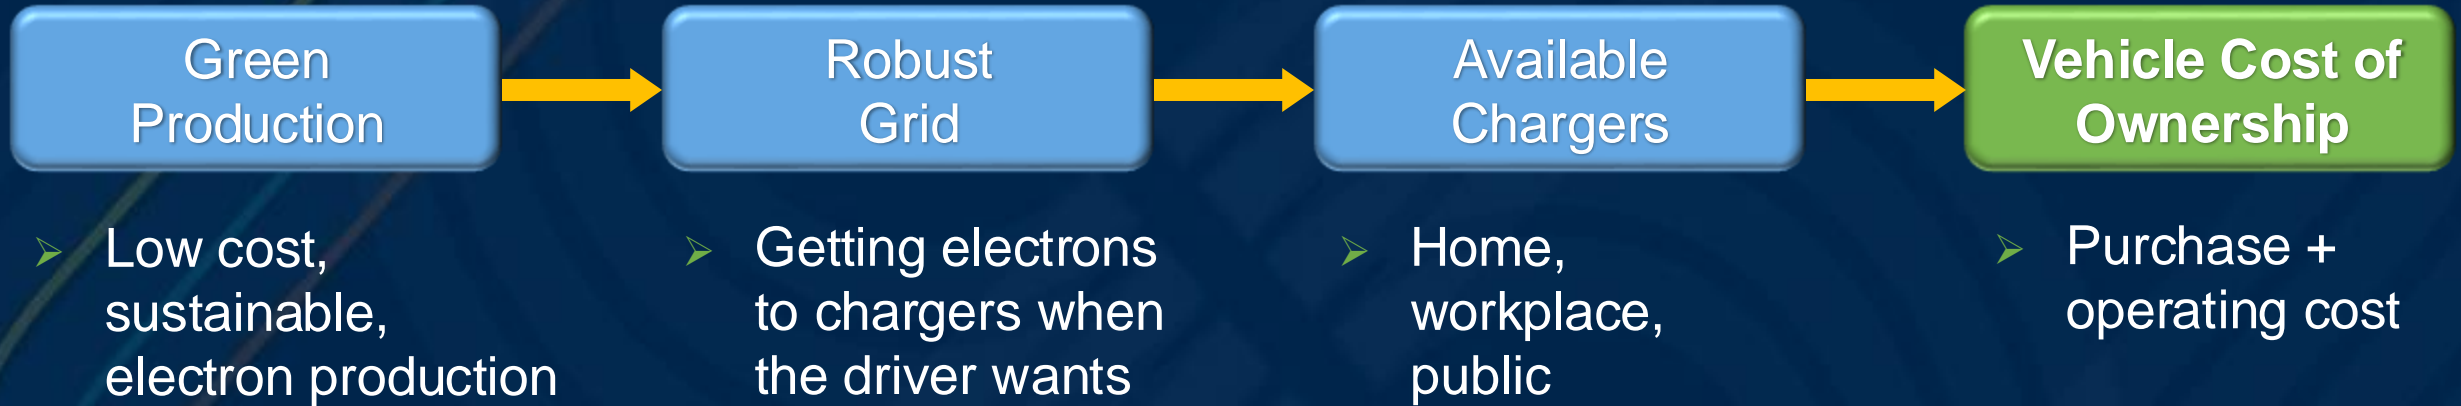 Green
Production
Robust
Grid
Available
Chargers
Vehicle Cost of
Ownership
Low cost,
sustainable,
electron production
Getting electrons
to chargers when
the driver wants
Home,
workplace,
public
Purchase +
operating cost